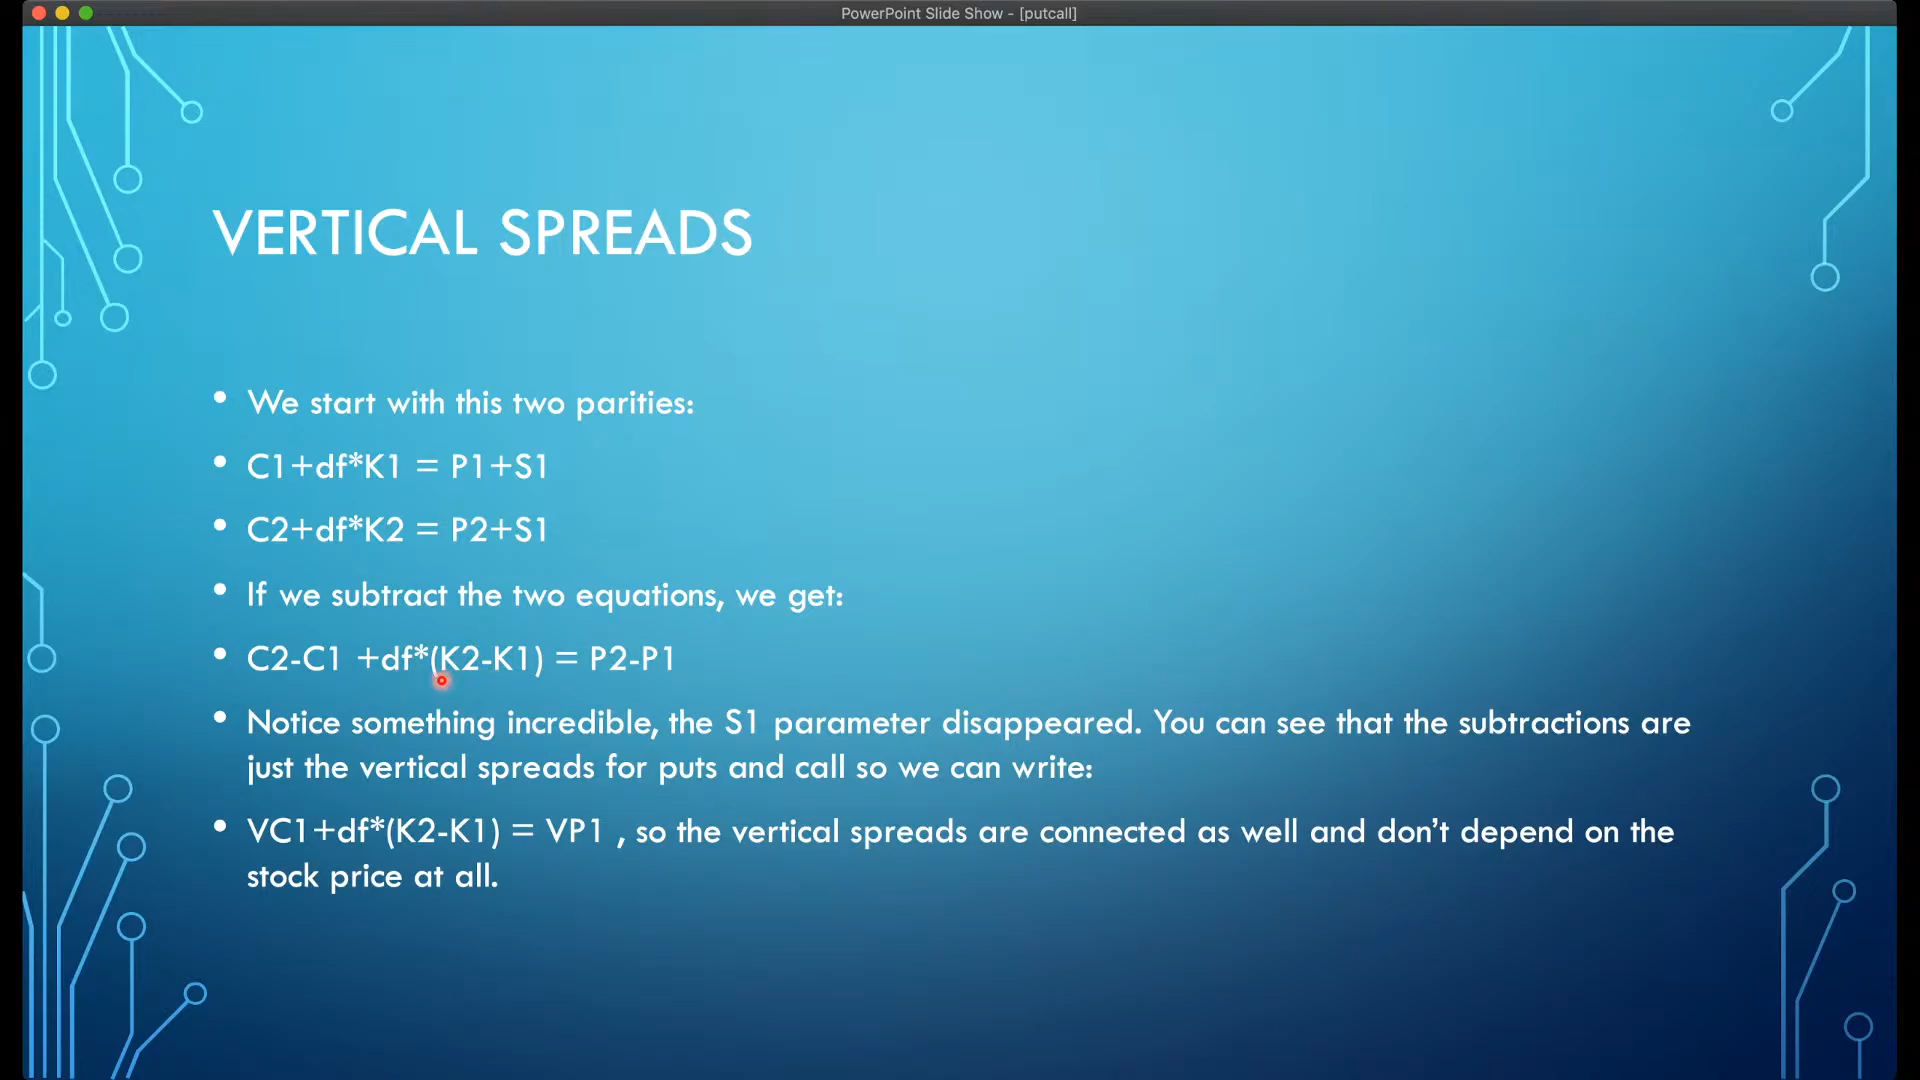 PowerPoint Slide Show - [putcall]
VERTICAL SPREADS
• We start with this two parities:
• C1+df*K1 = P1+S1
• C2+df*K2 = P2+S1
• If we subtract the two equations, we get:
• C2-C1 +df*(K2-K1) = P2-P1
• Notice something incredible, the S1 parameter disappeared. You can see that the subtractions are
just the vertical spreads for puts and call so we can write:
• VC1+df*(K2-K1) = VP1 , so the vertical spreads are connected as well and don’t depend on the
stock price at all.